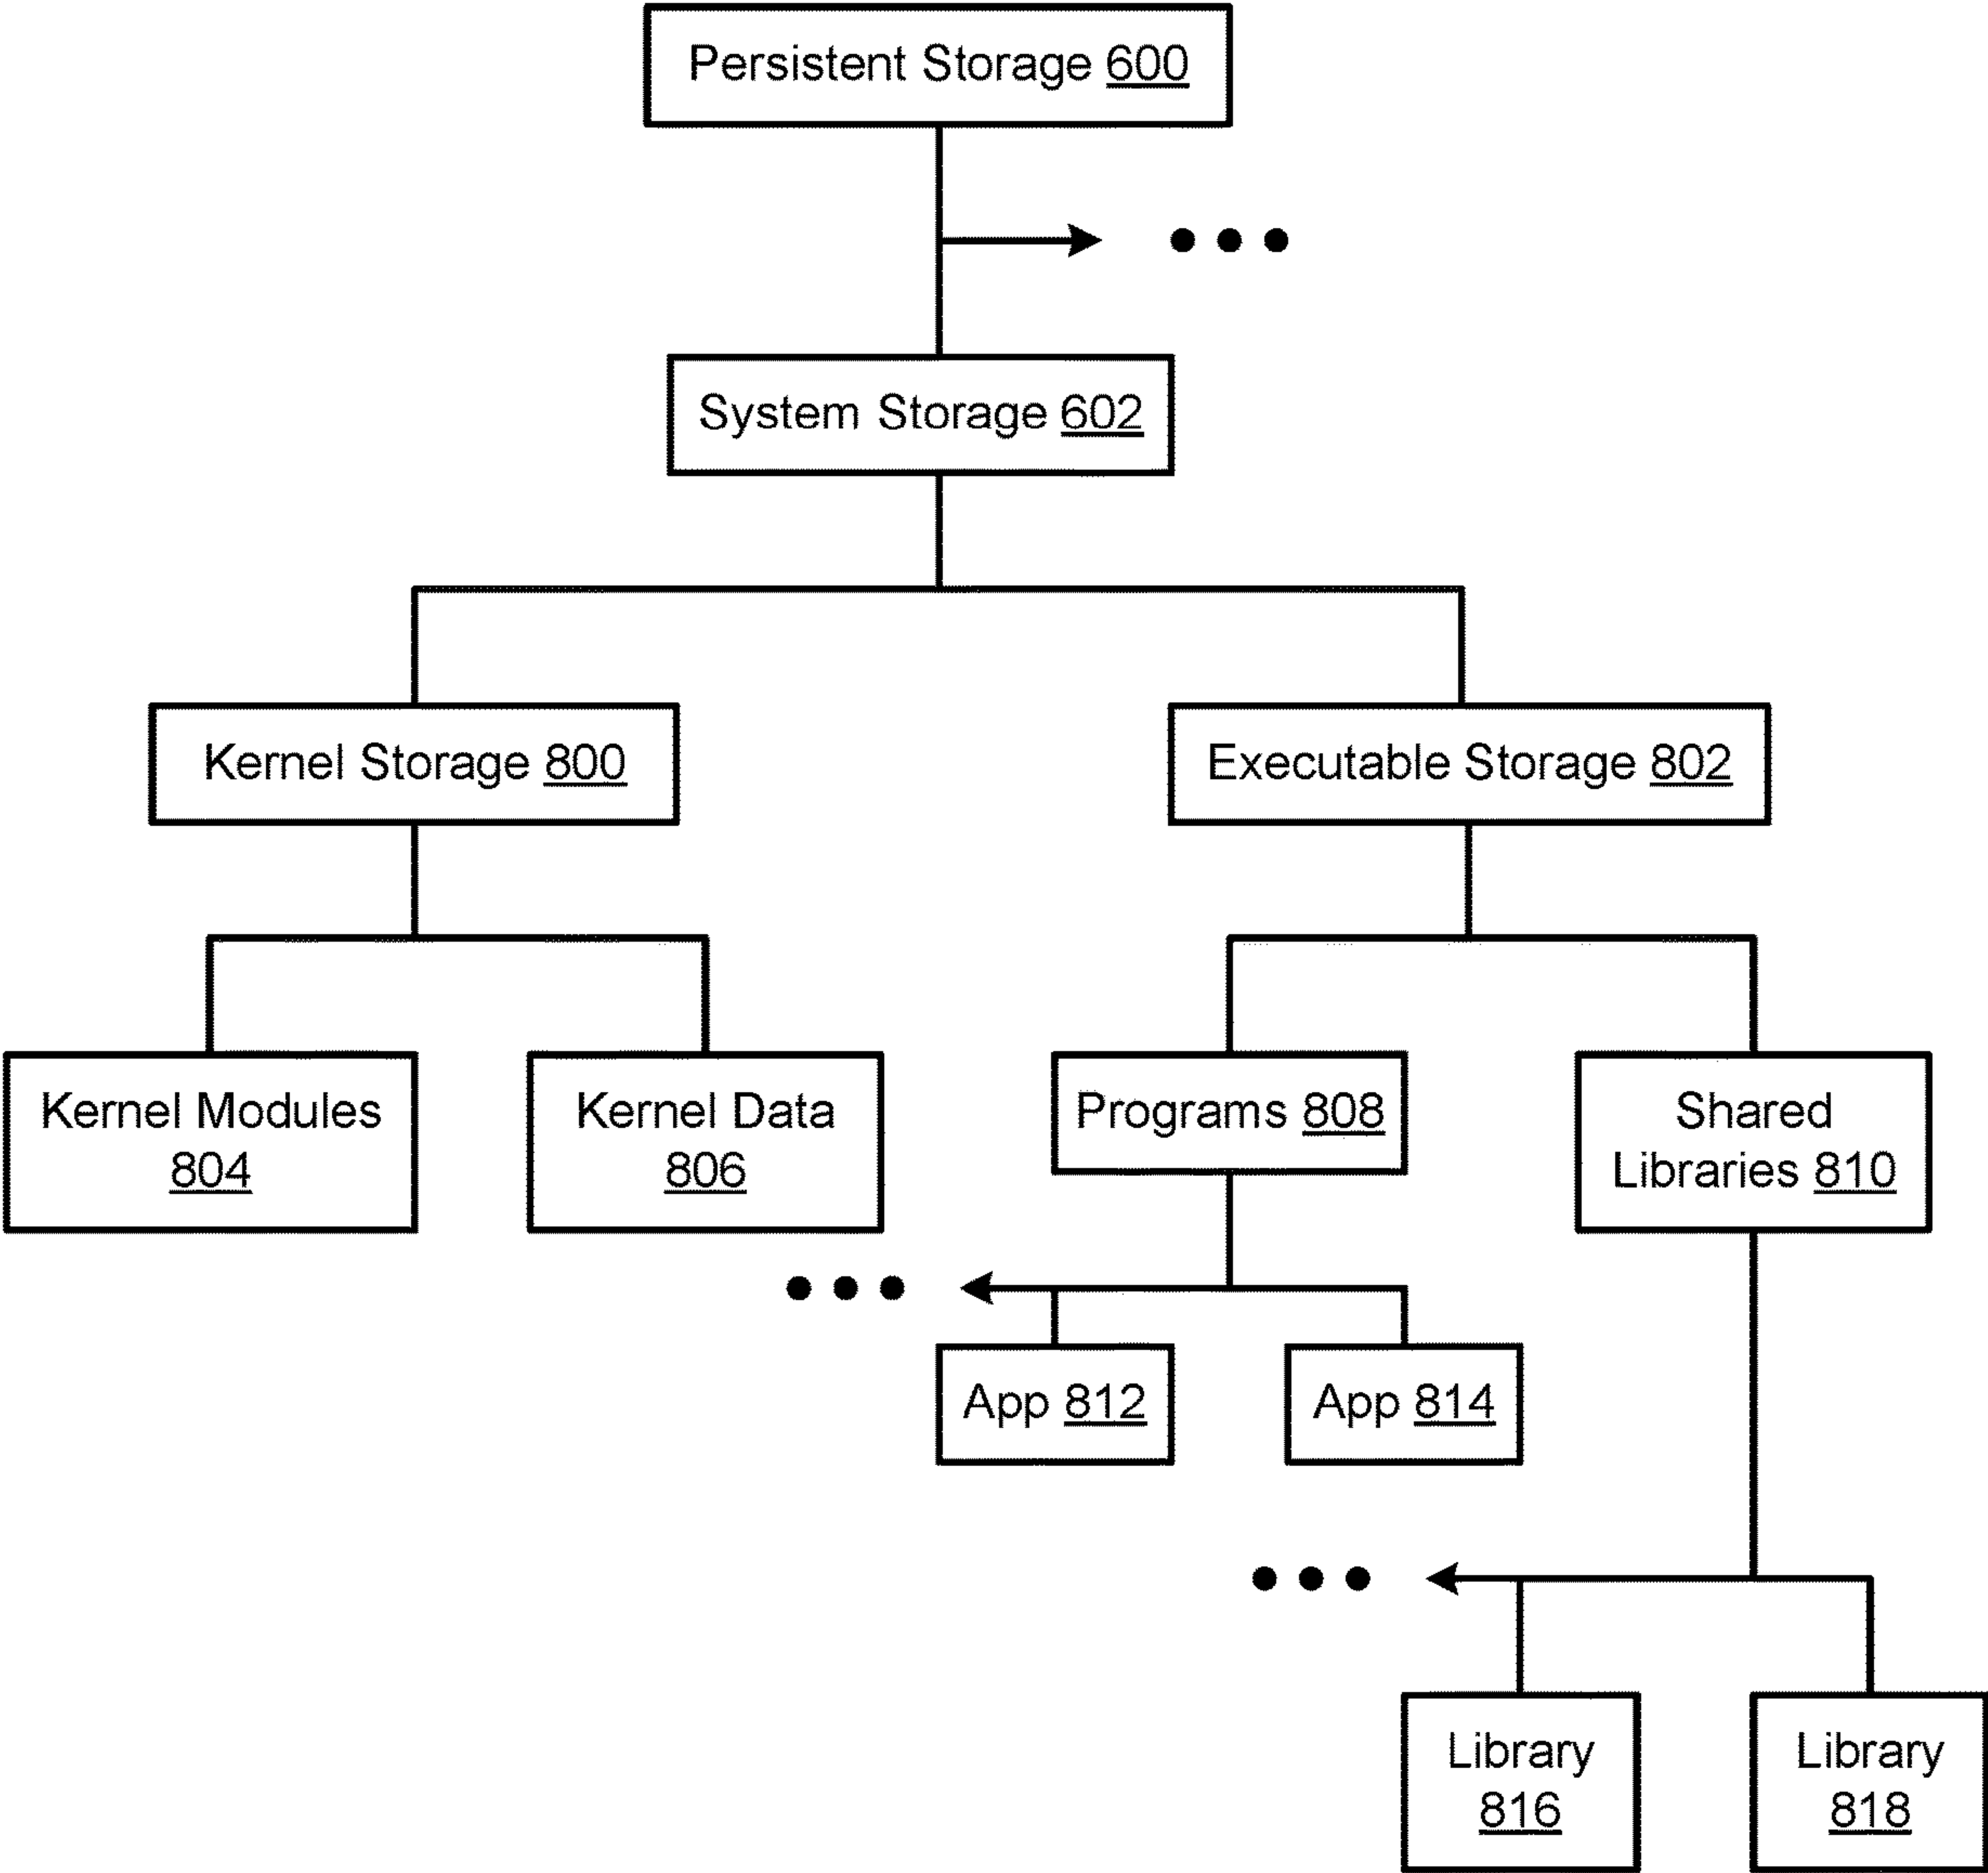 Persistent Storage 600
System Storage 602
Kernel Storage 800
Executable Storage 802
Kernel Modules
804
Kernel Data
806
Programs 808
Shared
Libraries 810
App 812
App 814
Library
816
Library
818